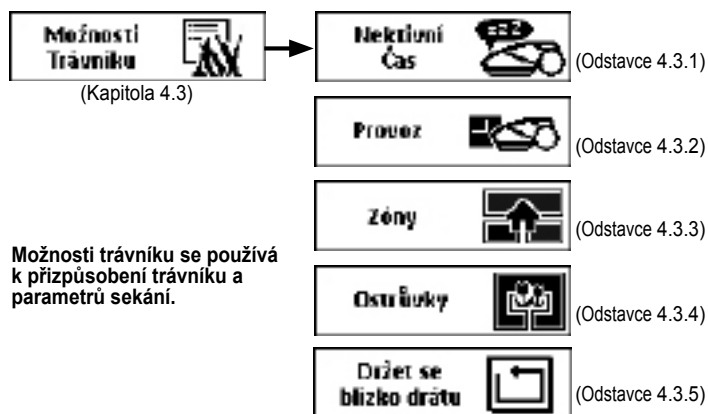 Možnosti
Trávníku
(Kapitola 4.3)
Nektivní
Čas
(Odstavce 4.3.1)
Provoz
(Odstavce 4.3.2)
Zóny
(Odstavce 4.3.3)
Možnosti trávníku se používá
k přizpůsobení trávníku a
parametrů sekání.
Ostrůvky
(Odstavce 4.3.4)
Držet se
blízko drátu
(Odstavce 4.3.5)